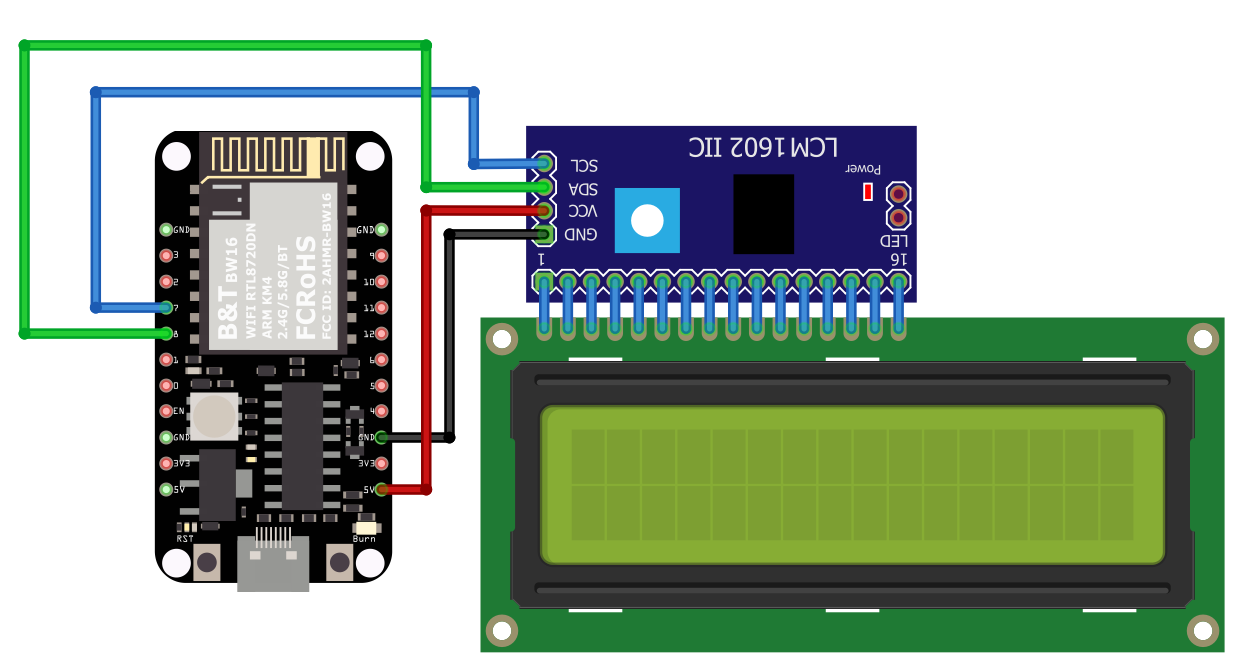 GND
3
2
7
8
1
0
EN
GND
3V3
5V
RST
B&T BW16
WIFI RTL8720DN
ARM KM4
2.4G/5.8G/BT
FCRoHS
FCC ID: 2AHMR-BW16
GND
9
10
11
12
6
5
4
GND
3V3
5V
Burn
LCM1602 IIC
SCL
SDA
VCC
GND
1
Power
LED
16